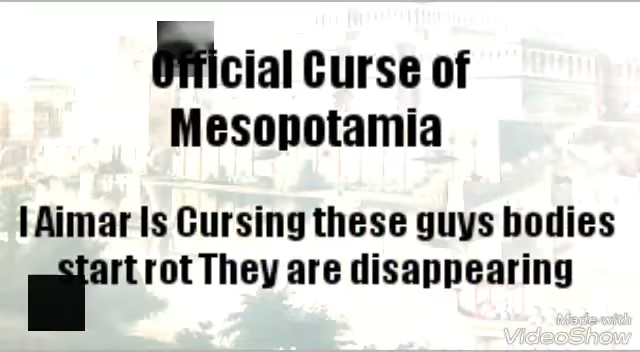 Official Curse of
Mesopotamia
I Aimar Is Cursing these guys bodies
start rot They are disappearing
Made with
VideoShow